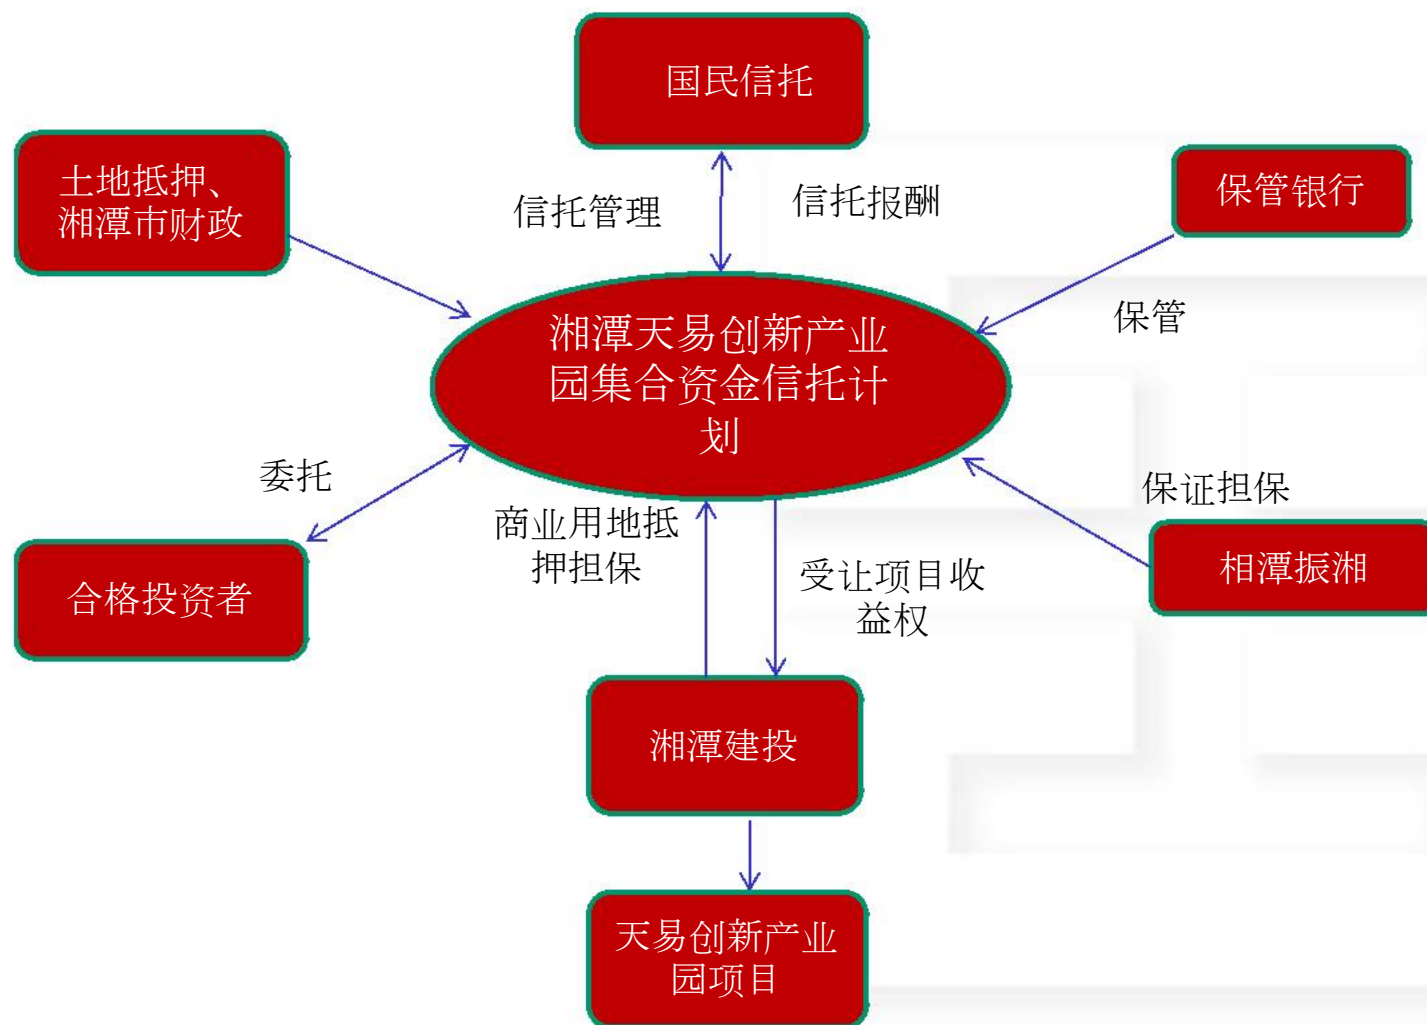 国民信托
土地抵押、
湘潭市财政
保管银行
信托管理
信托报酬
保管
湘潭天易创新产业
园集合资金信托计
划
委托
保证担保
商业用地抵
押担保
受让项目收
益权
合格投资者
相潭振湘
湘潭建投
天易创新产业
园项目